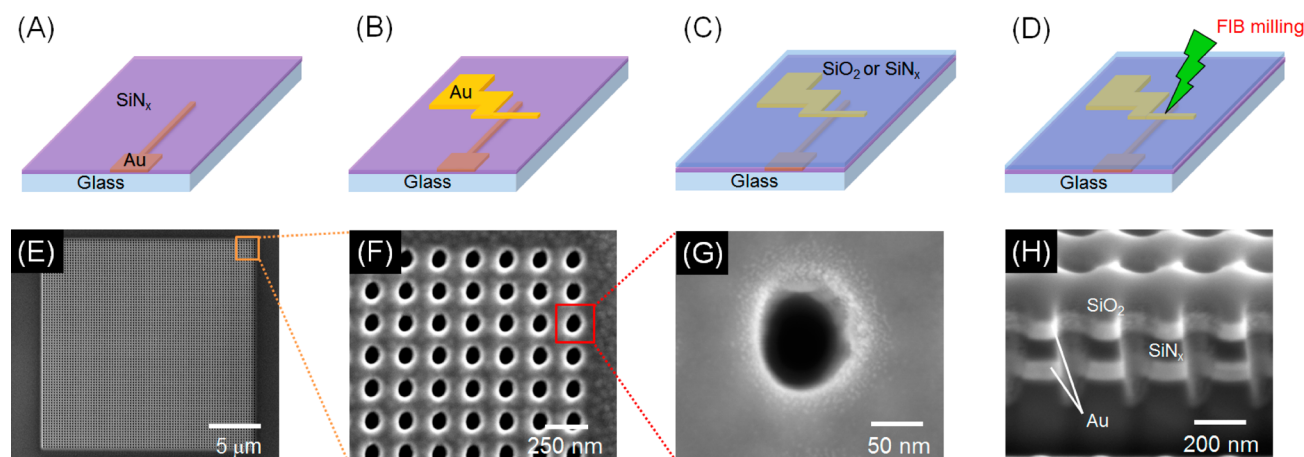 (A)
(B)
(C)
(D)
FIB milling
SiNₓ
Au
SiO₂ or SiNₓ
Au
Glass
Glass
Glass
Glass
(E)
(F)
(G)
(H)
SiO₂
SiNₓ
Au
5 μm
250 nm
50 nm
200 nm